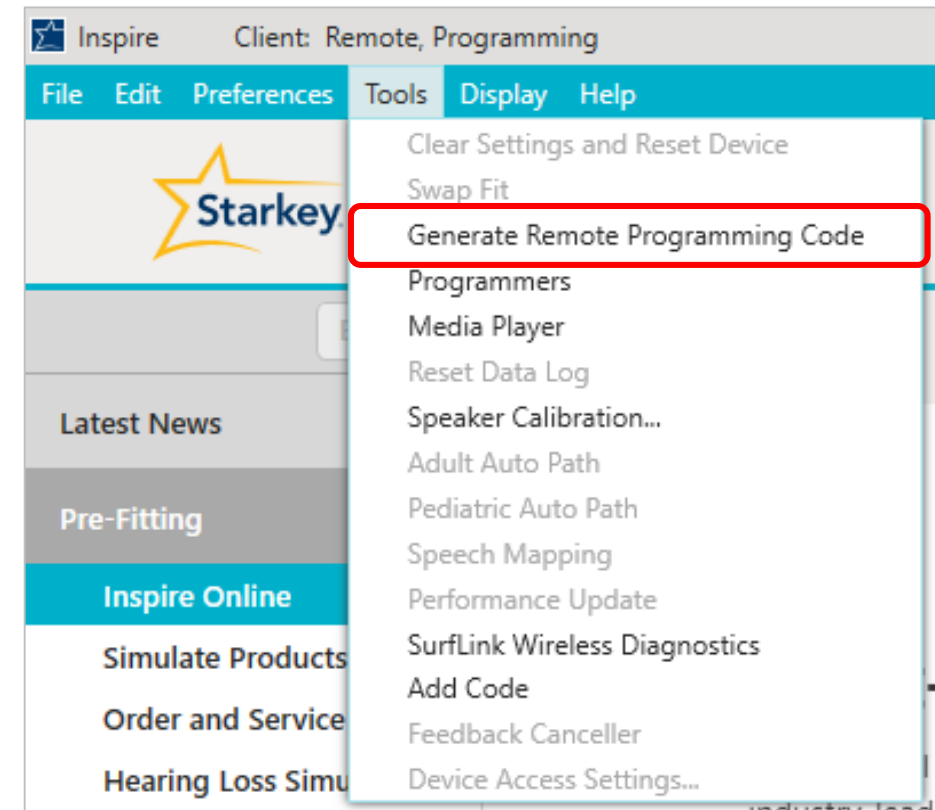 Inspire Client: Remote, Programming
File Edit Preferences Tools Display Help
Starkey
Clear Settings and Reset Device
Swap Fit
Generate Remote Programming Code
Programmers
Media Player
Reset Data Log
Speaker Calibration...
Adult Auto Path
Pediatric Auto Path
Speech Mapping
Performance Update
SurfLink Wireless Diagnostics
Add Code
Feedback Canceller
Device Access Settings...
Latest News
Pre-Fitting
Inspire Online
Simulate Products
Order and Service
Hearing Loss Simu